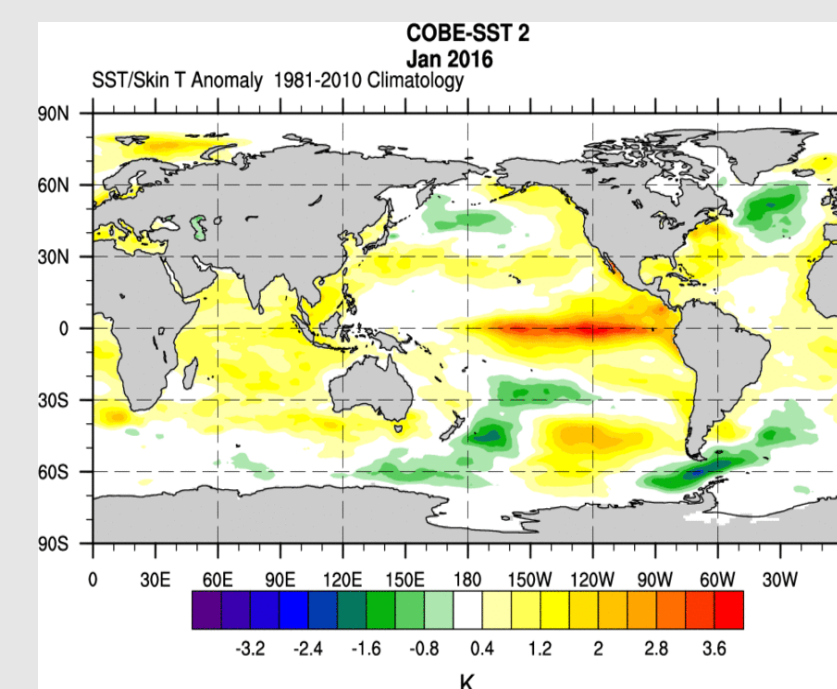 COBE-SST 2
Jan 2016
SST/Skin T Anomaly  1981-2010 Climatology
90N
60N
30N
0
30S
60S
90S
0 30E 60E 90E 120E 150E 180 150W 120W 90W 60W 30W
-3.2 -2.4 -1.6 -0.8 0.4 1.2 2 2.8 3.6
K